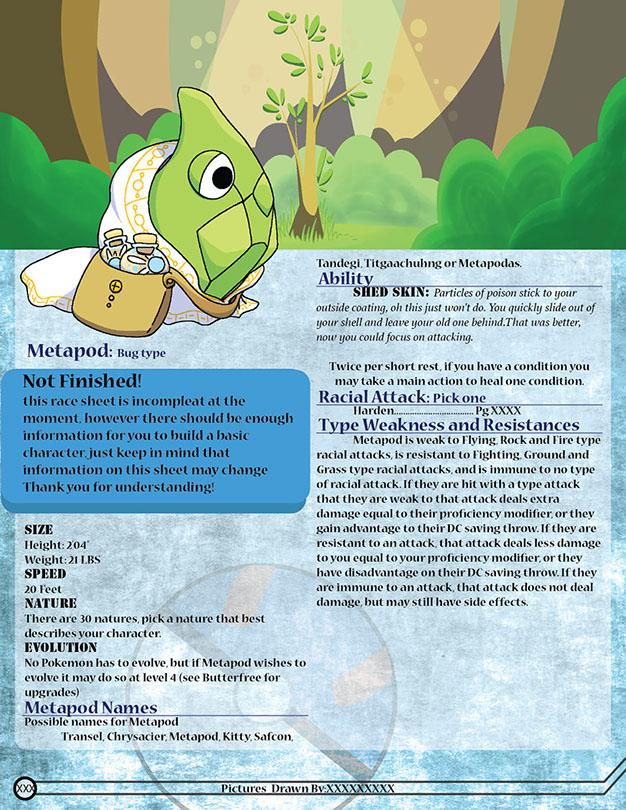 Metapod: Bug type
Not Finished!
this race sheet is incompleat at the
moment, however there should be enough
information for you to build a basic
character, just keep in mind that
information on this sheet may change
Thank you for understanding!
SIZE
Height: 2'04"
Weight: 21 LBS
SPEED
20 Feet
NATURE
There are 30 natures, pick a nature that best
describes your character.
EVOLUTION
No Pokemon has to evolve, but if Metapod wishes to
evolve it may do so at level 4 (see Butterfree for
upgrades)
Metapod Names
Possible names for Metapod
Transel, Chrysacier, Metapod, Kitty, Safcon,
Tandegi, Titgaachuhng or Metapodas.
Ability
SHED SKIN: Particles of poison stick to your
outside coating, oh this just won't do. You quickly slide out of
your shell and leave your old one behind.That was better,
now you could focus on attacking.
Twice per short rest, if you have a condition you
may take a main action to heal one condition.
Racial Attack: Pick one
Harden.................................. Pg XXXX
Type Weakness and Resistances
Metapod is weak to Flying, Rock and Fire type
racial attacks, is resistant to Fighting, Ground and
Grass type racial attacks, and is immune to no type
of racial attack. If they are hit with a type attack
that they are weak to that attack deals extra
damage equal to their proficiency modifier, or they
gain advantage to their DC saving throw. If they are
resistant to an attack, that attack deals less damage
to you equal to your proficiency modifier, or they
have disadvantage on their DC saving throw. If they
are immune to an attack, that attack does not deal
damage, but may still have side effects.
XXX
Pictures Drawn By:XXXXXXXXX